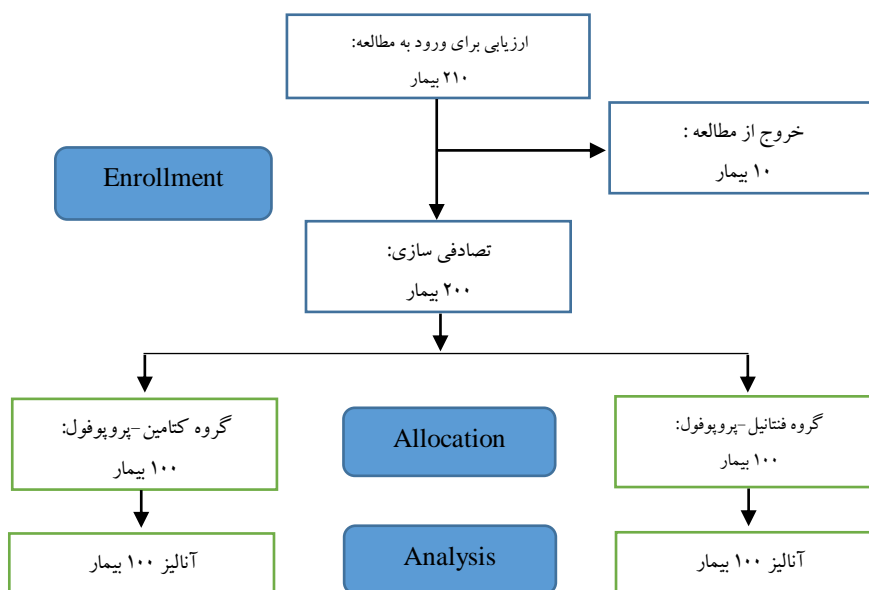 ارزیابی برای ورود به مطالعه:
۲۱۰ بیمار
خروج از مطالعه :
۱۰ بیمار
Enrollment
تصادفی سازی:
۲۰۰ بیمار
گروه فنتانیل-پروپوفول:
۱۰۰ بیمار
Allocation
گروه کتامین-پروپوفول:
۱۰۰ بیمار
آنالیز ۱۰۰ بیمار
Analysis
آنالیز ۱۰۰ بیمار